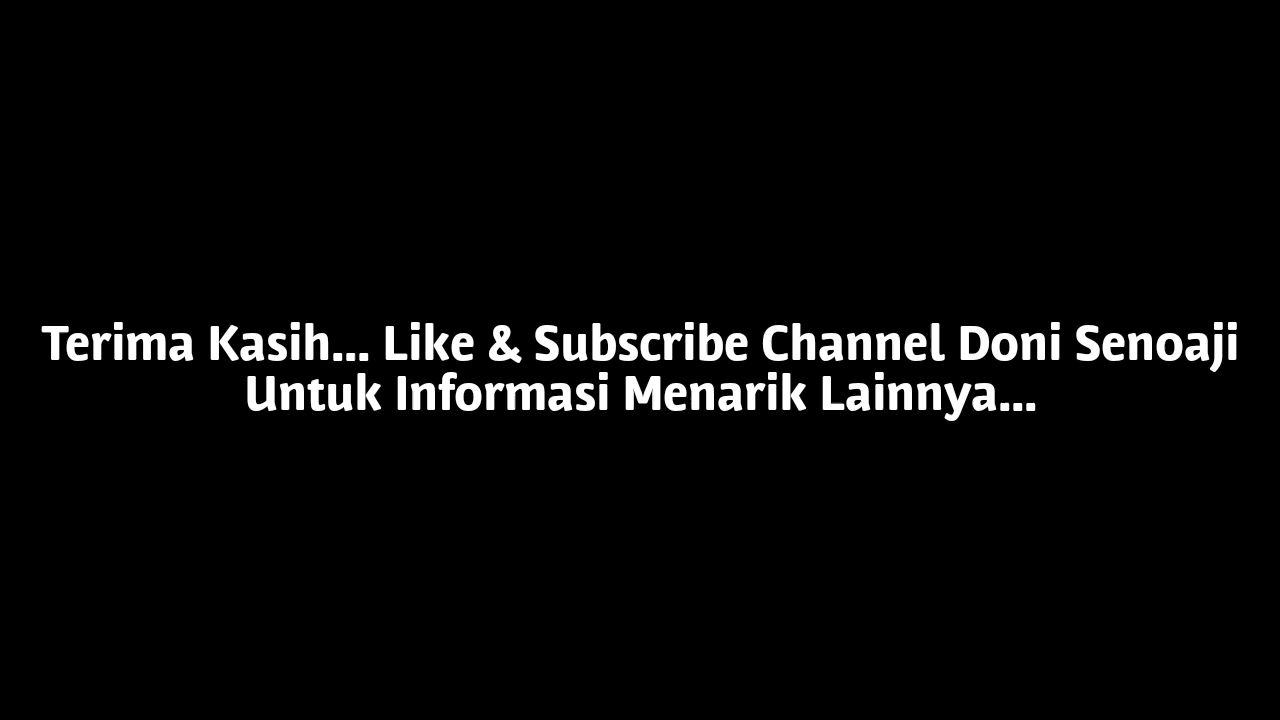 Terima Kasih... Like & Subscribe Channel Doni Senoaji
Untuk Informasi Menarik Lainnya...